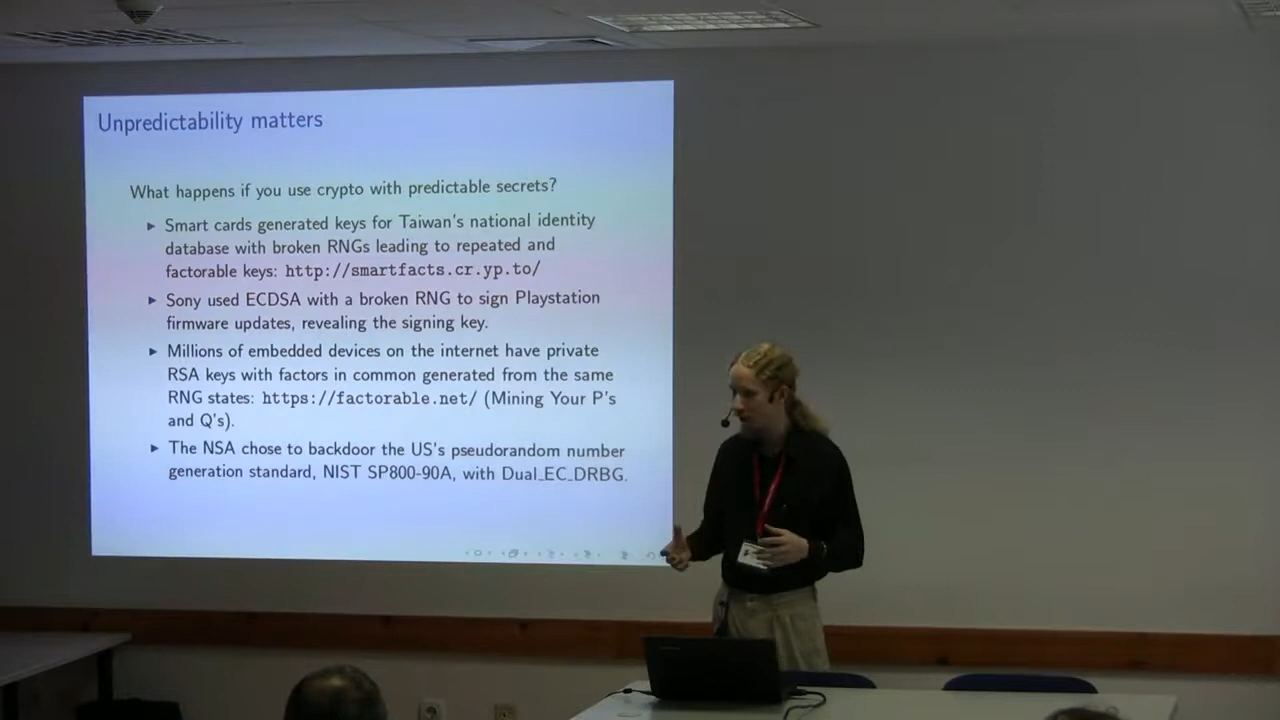 Unpredictability matters
What happens if you use crypto with predictable secrets?
▶ Smart cards generated keys for Taiwan's national identity
database with broken RNGs leading to repeated and
factorable keys: http://smartfacts.cr.yp.to/
▶ Sony used ECDSA with a broken RNG to sign Playstation
firmware updates, revealing the signing key.
▶ Millions of embedded devices on the internet have private
RSA keys with factors in common generated from the same
RNG states: https://factorable.net/ (Mining Your P's
and Q's).
▶ The NSA chose to backdoor the US's pseudorandom number
generation standard, NIST SP800-90A, with Dual_EC_DRBG.